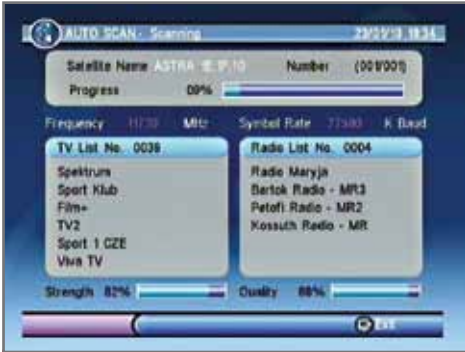 AUTO SCAN - Scanning
Satellite Name ASTRA Number (001/001)
Progress 09%
Frequency MHz Symbol Rate K Baud
TV List No. 0039 Radio List No. 0004
Spektrum Radio Maryja
Sport Klub Bartok Radio - MR3
Film+ Petofi Radio - MR2
TV2 Kossuth Radio - MR
Sport 1 CZE
Viva TV
Strength 82% Quality 88%
Exit